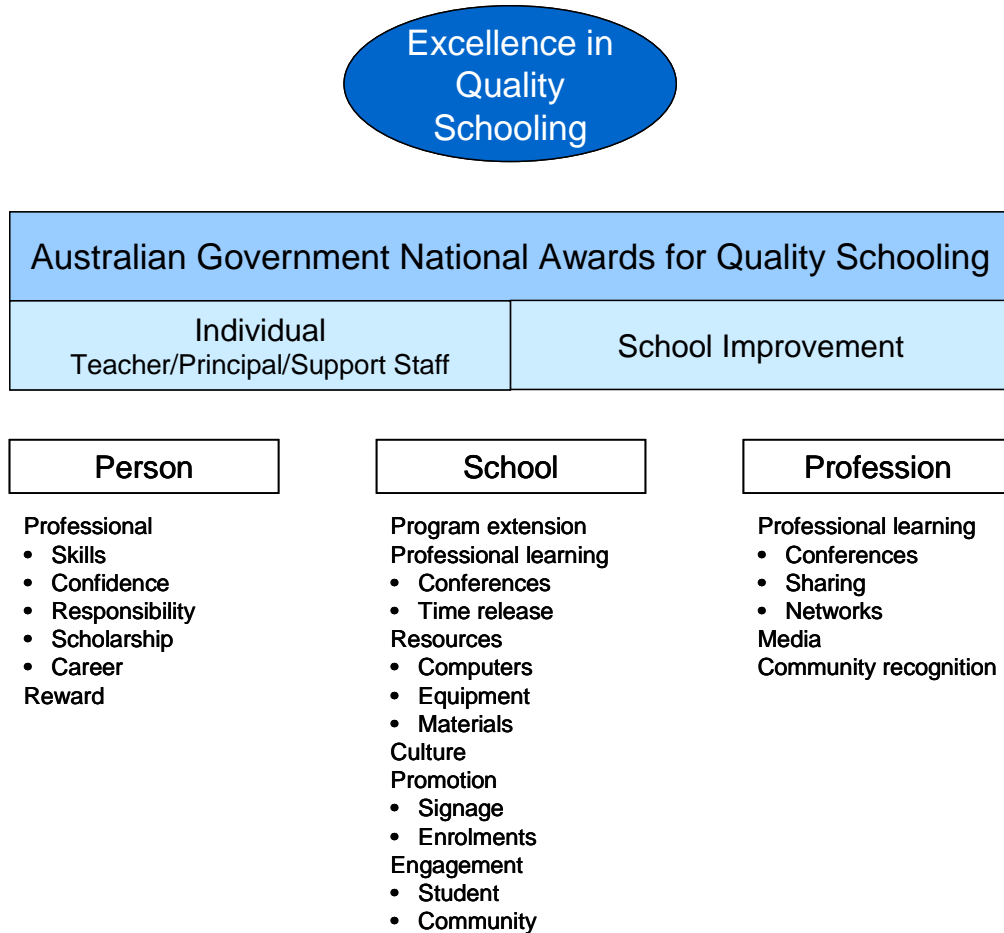 Excellence in
Quality
Schooling
Australian Government National Awards for Quality Schooling
Individual
Teacher/Principal/Support Staff
School Improvement
Person
Professional
• Skills
• Confidence
• Responsibility
• Scholarship
• Career
Reward
School
Program extension
Professional learning
• Conferences
• Time release
Resources
• Computers
• Equipment
• Materials
Culture
Promotion
• Signage
• Enrolments
Engagement
• Student
• Community
Profession
Professional learning
• Conferences
• Sharing
• Networks
Media
Community recognition